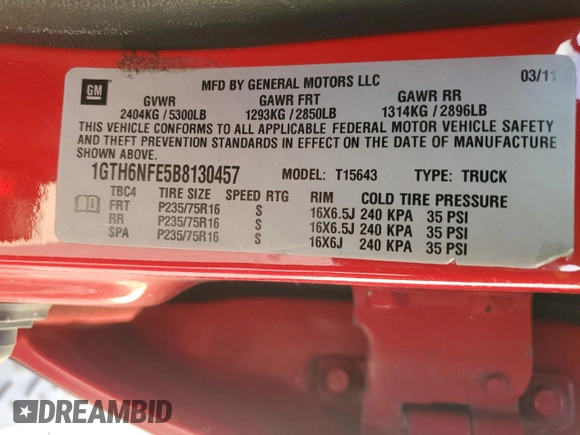 GM
MFD BY GENERAL MOTORS LLC
03/11
GVWR GAWR FRT GAWR RR
2404KG / 5300LB 1293KG / 2850LB 1314KG / 2896LB
THIS VEHICLE CONFORMS TO ALL APPLICABLE FEDERAL MOTOR VEHICLE SAFETY
AND THEFT PREVENTION STANDARDS IN EFFECT ON THE DATE OF MANUFACTURE
SHOWN ABOVE.
1GTH6NFE5B8130457 MODEL: T15643 TYPE: TRUCK
TBC4 TIRE SIZE SPEED RTG RIM COLD TIRE PRESSURE
FRT P235/75R16 S 16X6.5J 240 KPA 35 PSI
RR P235/75R16 S 16X6.5J 240 KPA 35 PSI
SPA P235/75R16 S 16X6J 240 KPA 35 PSI
DREAMBID